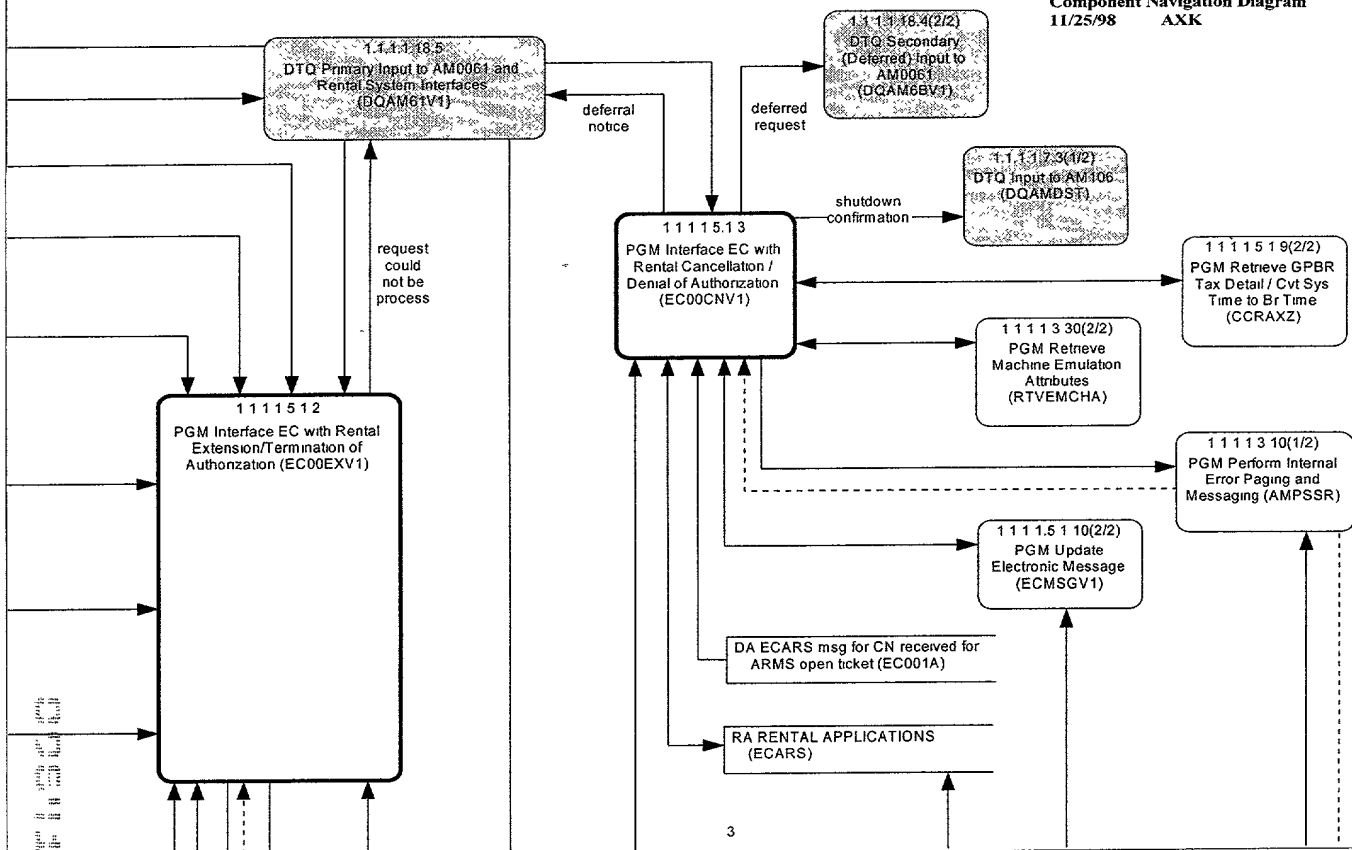 Component Navigation Diagram
11/25/98 AXK
1.1.1.1 18.5
DTQ Primary Input to AM0061 and
Rental System Interfaces
(DQAM61V1)
1 1 1 1 16.4(2/2)
DTQ Secondary
(Deferred) Input to
AM0061
(DQAM6BV1)
deferral
notice
deferred
request
1.1.1 1 7.3(1/2)
DTQ Input to AM106
(DQAMDST)
shutdown
confirmation
1 1 1 1 5.1 3
PGM Interface EC with
Rental Cancellation /
Denial of Authorization
(EC00CNV1)
request
could
not be
process
1 1 1 1 5 1 9(2/2)
PGM Retrieve GPBR
Tax Detail / Cvt Sys
Time to Br Time
(CCRAXZ)
1 1 1 1 3 30(2/2)
PGM Retrieve
Machine Emulation
Attributes
(RTVEMCHA)
1 1 1 1 5 1 2
PGM Interface EC with Rental
Extension/Termination of
Authorization (EC00EXV1)
1 1 1 1 3 10(1/2)
PGM Perform Internal
Error Paging and
Messaging (AMPSSR)
1 1 1 1.5 1 10(2/2)
PGM Update
Electronic Message
(ECMSGV1)
DA ECARS msg for CN received for
ARMS open ticket (EC001A)
RA RENTAL APPLICATIONS
(ECARS)
3